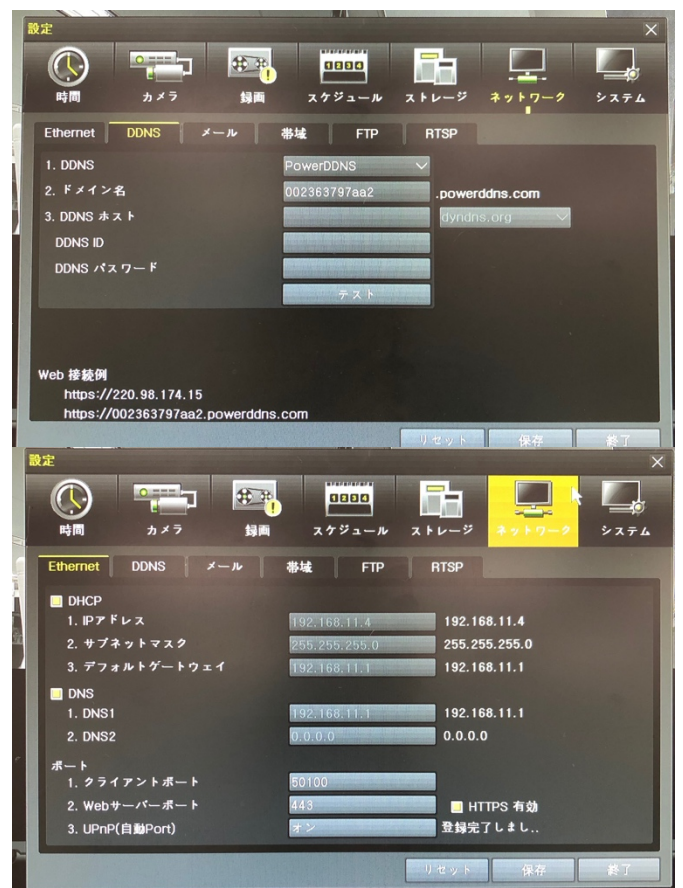 設定
時間 カメラ 録画 スケジュール ストレージ ネットワーク システム
Ethernet DDNS メール 帯域 FTP RTSP
1. DDNS PowerDDNS
2. ドメイン名 002363797aa2 .powerddns.com
3. DDNS ホスト dyndns.org
DDNS ID
DDNS パスワード
テスト
Web 接続例
https://220.98.174.15
https://002363797aa2.powerddns.com
リセット 保存 終了
設定
時間 カメラ 録画 スケジュール ストレージ ネットワーク システム
Ethernet DDNS メール 帯域 FTP RTSP
DHCP
1. IPアドレス 192.168.11.4 192.168.11.4
2. サブネットマスク 255.255.255.0 255.255.255.0
3. デフォルトゲートウェイ 192.168.11.1 192.168.11.1
DNS
1. DNS1 192.168.11.1 192.168.11.1
2. DNS2 0.0.0.0 0.0.0.0
ポート
1. クライアントポート 50100
2. Webサーバーポート 443 HTTPS 有効
3. UPnP(自動Port) オン 登録完了しまし..
リセット 保存 終了